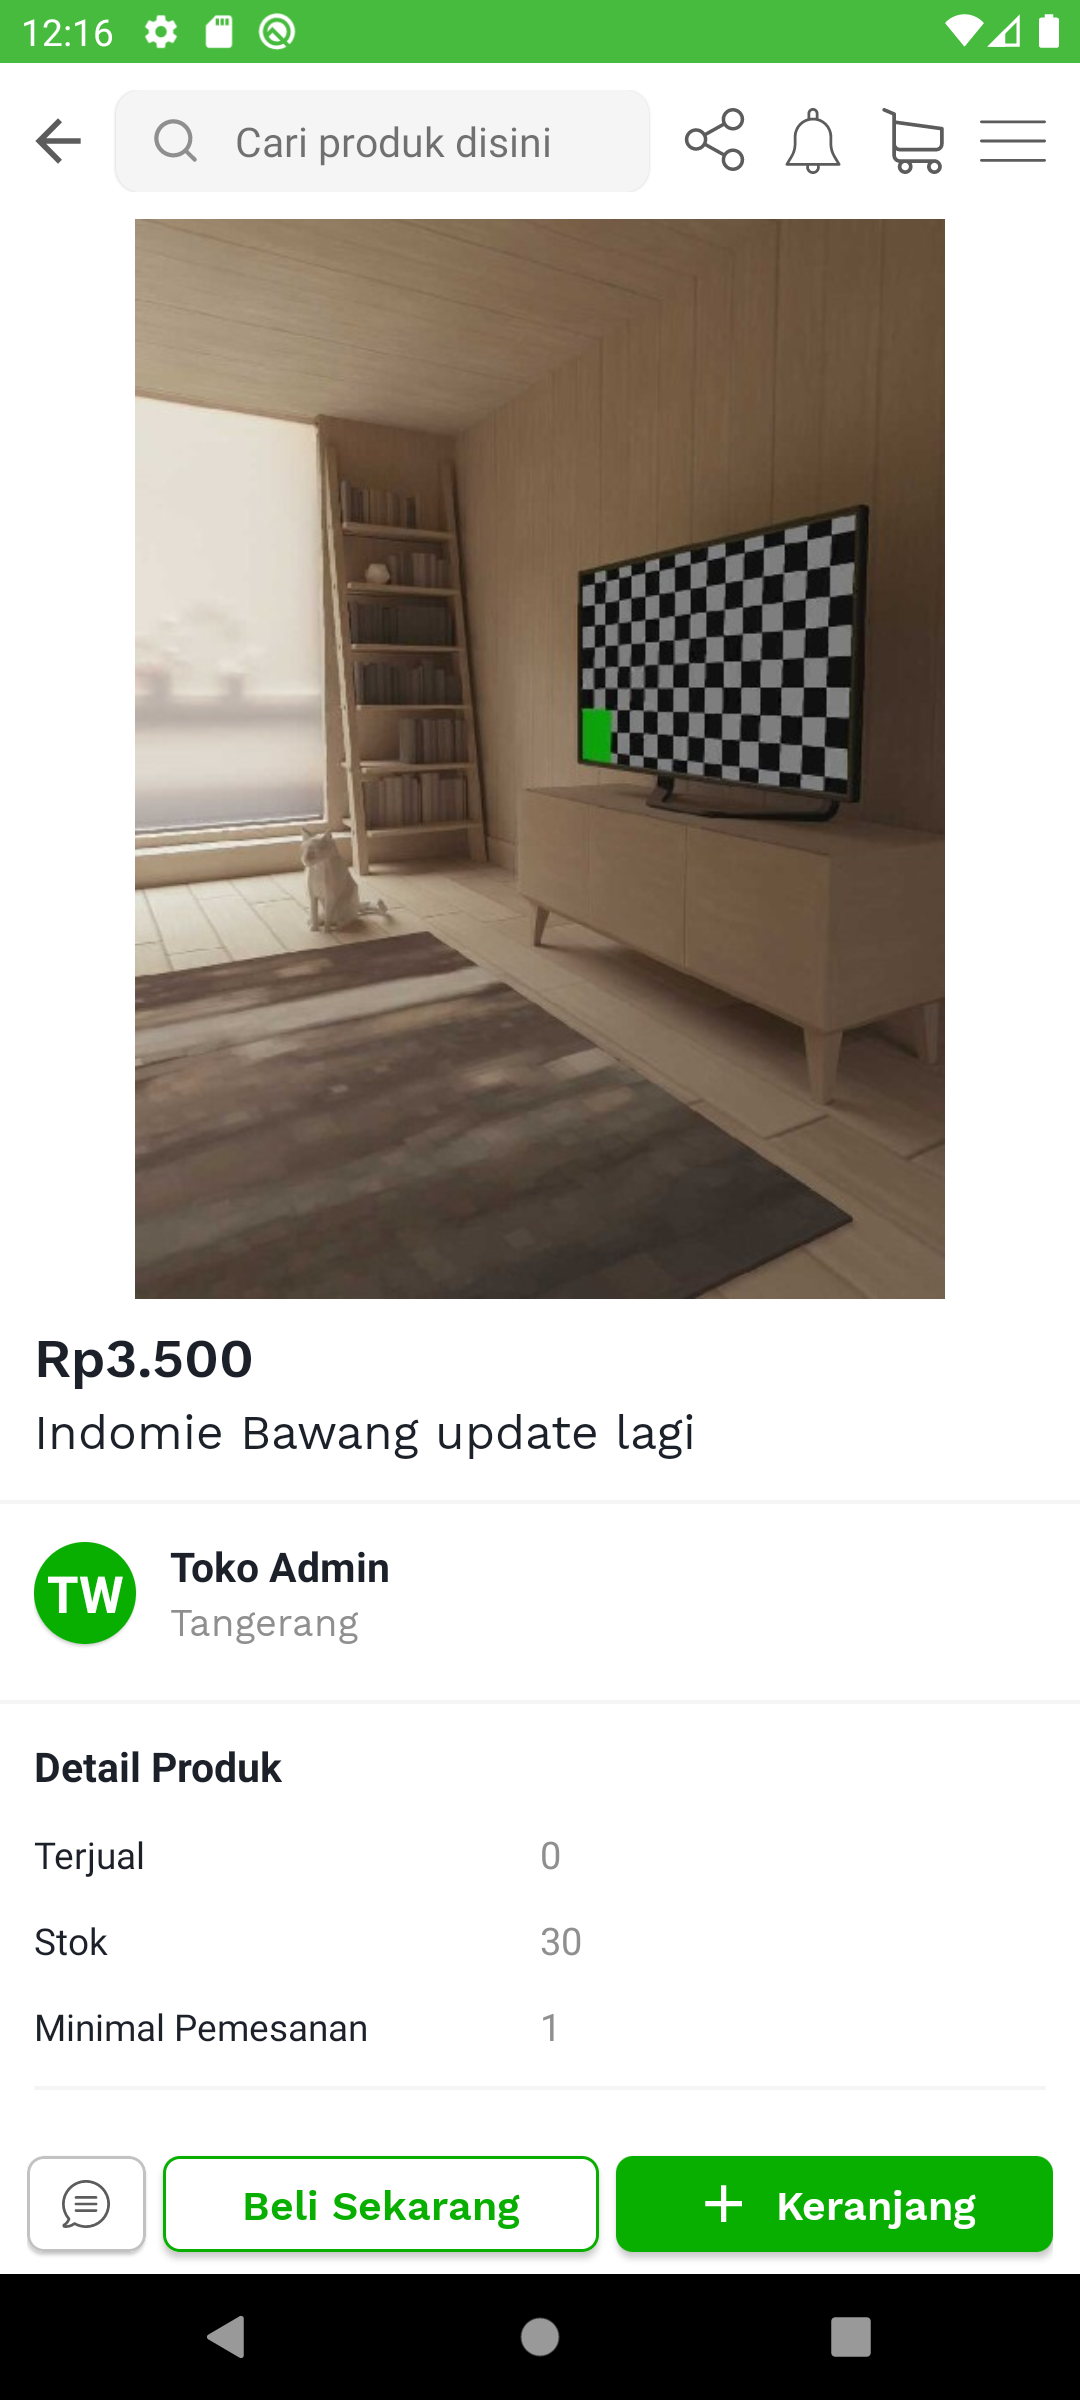 12:16
Cari produk disini
Rp3.500
Indomie Bawang update lagi
TW
Toko Admin
Tangerang
Detail Produk
Terjual 0
Stok 30
Minimal Pemesanan 1
Beli Sekarang
Keranjang